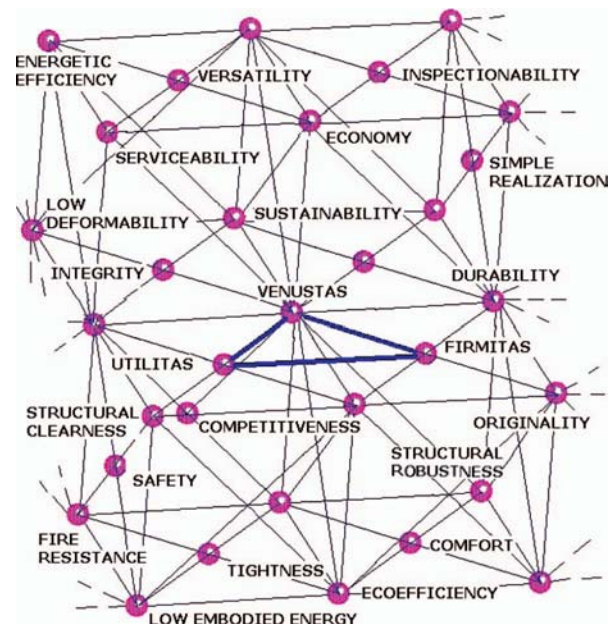 ENERGETIC
EFFICIENCY
VERSATILITY
INSPECTIONABILITY
SERVICEABILITY
ECONOMY
SIMPLE
REALIZATION
LOW
DEFORMABILITY
SUSTAINABILITY
INTEGRITY
VENUSTAS
DURABILITY
UTILITAS
FIRMITAS
STRUCTURAL
CLEARNESS
COMPETITIVENESS
ORIGINALITY
STRUCTURAL
ROBUSTNESS
SAFETY
FIRE
RESISTANCE
TIGHTNESS
COMFORT
ECOEFFICIENCY
LOW EMBODIED ENERGY